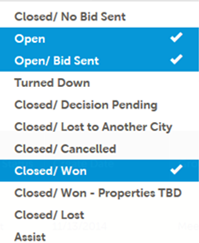 Closed/ No Bid Sent
Open
Open/ Bid Sent
Turned Down
Closed/ Decision Pending
Closed/ Lost to Another City
Closed/ Cancelled
Closed/ Won
Closed/ Won - Properties TBD
Closed/ Lost
Assist